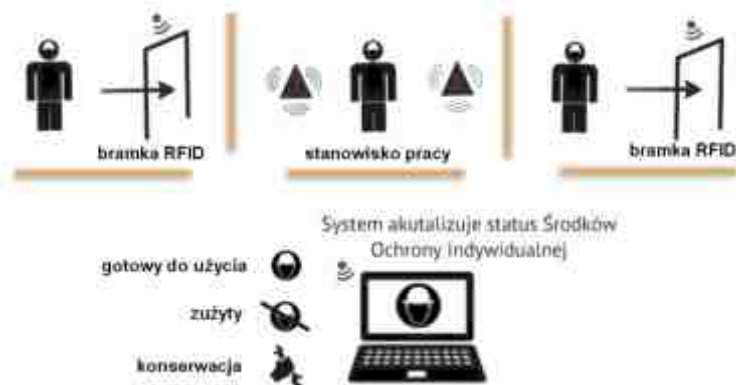 bramka RFID
stanowisko pracy
bramka RFID
System akutalizuje status Środków
Ochrony Indywidualnej
gotowy do użycia
zużyty
konserwacja